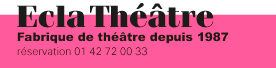 Ecla Théâtre
Fabrique de théâtre depuis 1987
réservation 01 42 72 00 33